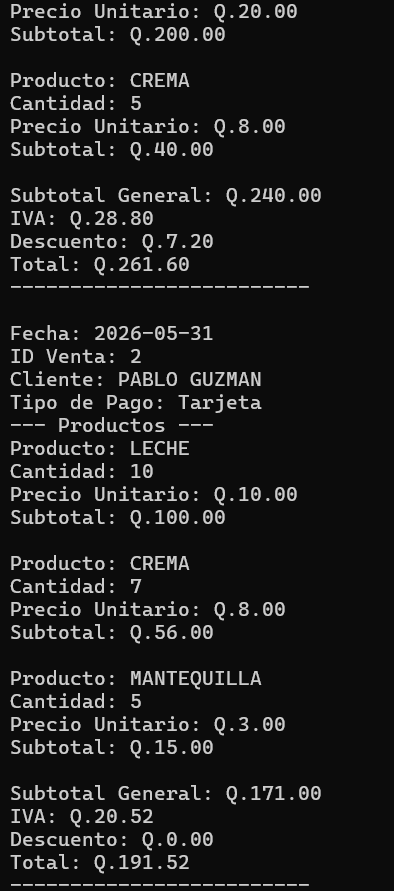 Precio Unitario: Q.20.00
Subtotal: Q.200.00
Producto: CREMA
Cantidad: 5
Precio Unitario: Q.8.00
Subtotal: Q.40.00
Subtotal General: Q.240.00
IVA: Q.28.80
Descuento: Q.7.20
Total: Q.261.60
-------------------------
Fecha: 2026-05-31
ID Venta: 2
Cliente: PABLO GUZMAN
Tipo de Pago: Tarjeta
--- Productos ---
Producto: LECHE
Cantidad: 10
Precio Unitario: Q.10.00
Subtotal: Q.100.00
Producto: CREMA
Cantidad: 7
Precio Unitario: Q.8.00
Subtotal: Q.56.00
Producto: MANTEQUILLA
Cantidad: 5
Precio Unitario: Q.3.00
Subtotal: Q.15.00
Subtotal General: Q.171.00
IVA: Q.20.52
Descuento: Q.0.00
Total: Q.191.52
-------------------------